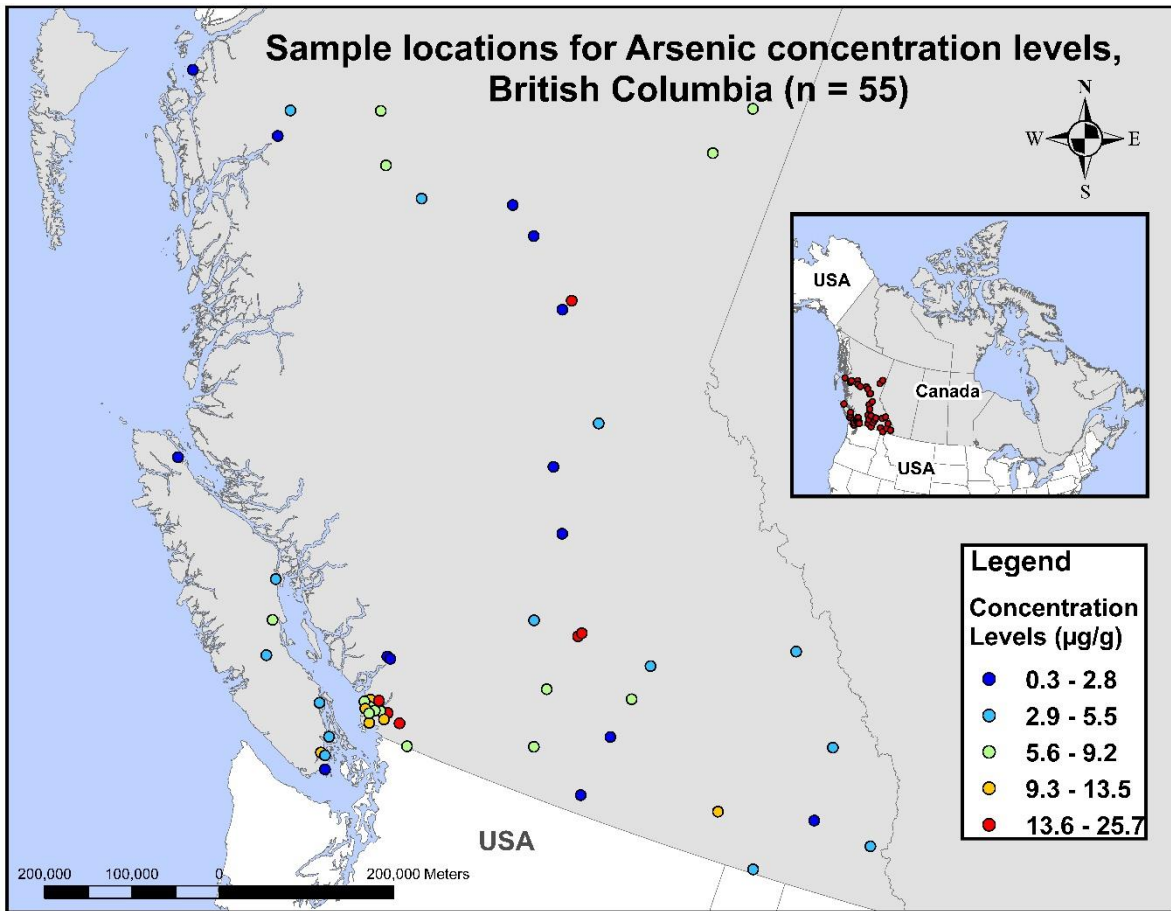 Sample locations for Arsenic concentration levels,
British Columbia (n = 55)
N
W E
S
USA
Canada
USA
Legend
Concentration
Levels (µg/g)
0.3 - 2.8
2.9 - 5.5
5.6 - 9.2
9.3 - 13.5
13.6 - 25.7
USA
200,000 100,000 0 200,000 Meters